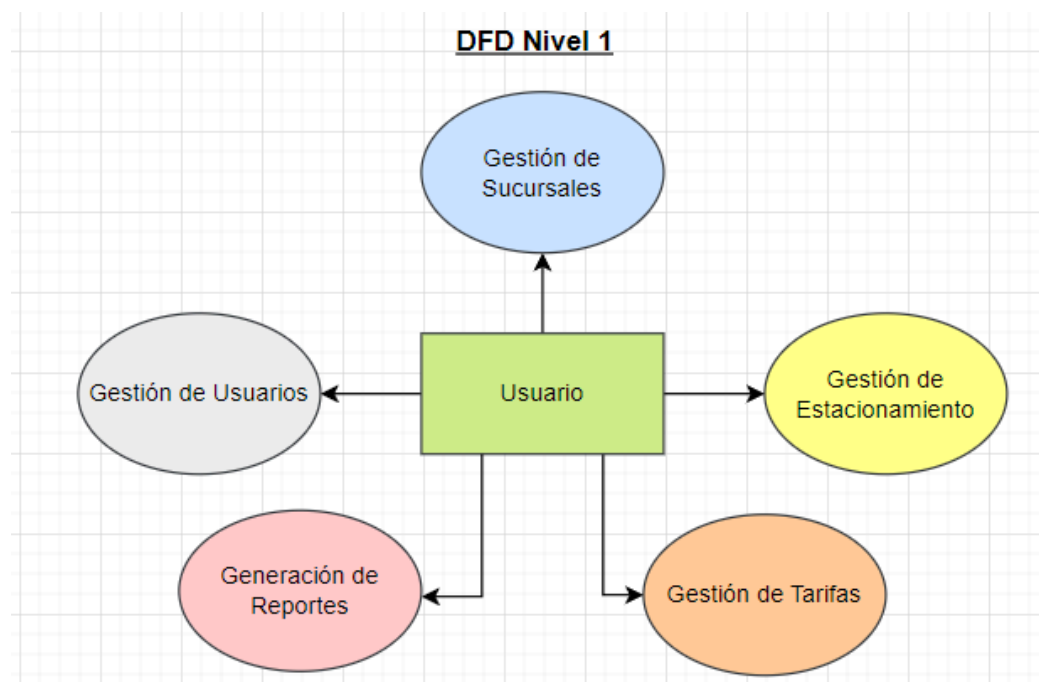 DFD Nivel 1
Gestión de
Sucursales
Gestión de Usuarios
Usuario
Gestión de
Estacionamiento
Generación de
Reportes
Gestión de Tarifas